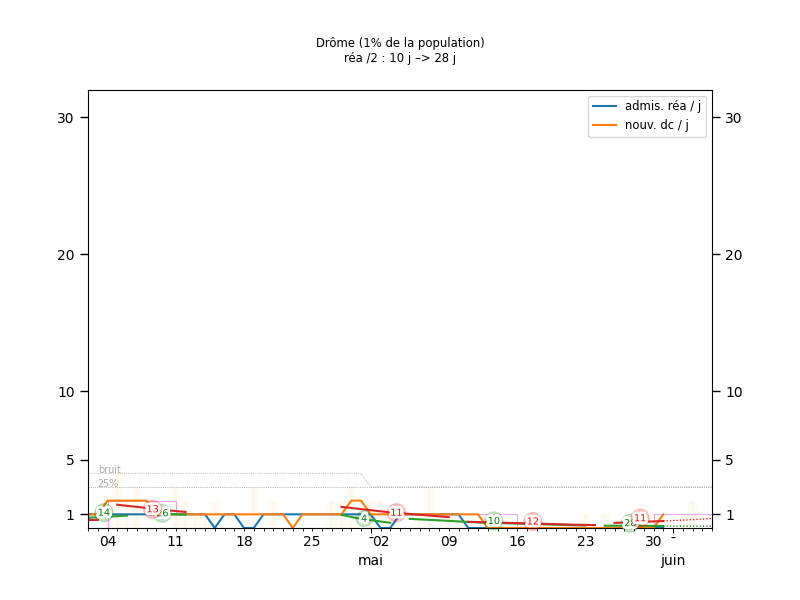 Drôme (1% de la population)
réa /2 : 10 j –> 28 j
admis. réa / j
nouv. dc / j
30 30
20 20
10 10
5 5
bruit
25%
1 1
14 13 26 4 11 10 12 28 11
04 11 18 25 02 09 16 23 30
mai juin